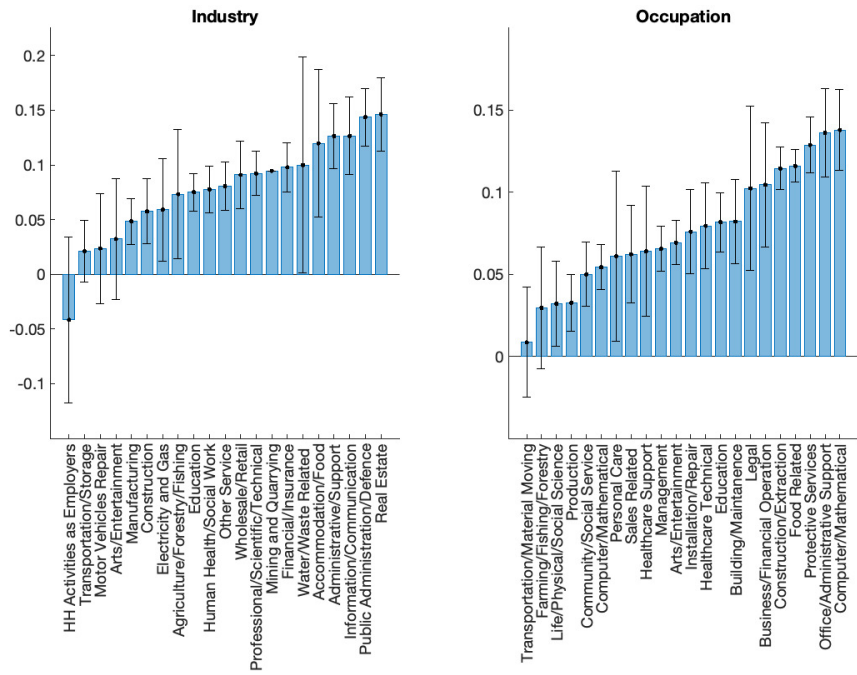 Industry
0.2
0.15
0.1
0.05
0
-0.05
-0.1
HH Activities as Employers
Transportation/Storage
Motor Vehicles Repair
Arts/Entertainment
Manufacturing
Construction
Electricity and Gas
Agriculture/Forestry/Fishing
Education
Human Health/Social Work
Other Service
Wholesale/Retail
Professional/Scientific/Technical
Mining and Quarrying
Financial/Insurance
Water/Waste Related
Accommodation/Food
Administrative/Support
Information/Communication
Public Administration/Defence
Real Estate
Occupation
0.15
0.1
0.05
0
Transportation/Material Moving
Farming/Fishing/Forestry
Life/Physical/Social Science
Production
Community/Social Service
Computer/Mathematical
Personal Care
Sales Related
Healthcare Support
Management
Arts/Entertainment
Installation/Repair
Healthcare Technical
Education
Building/Maintanence
Legal
Business/Financial Operation
Construction/Extraction
Food Related
Protective Services
Office/Administrative Support
Computer/Mathematical